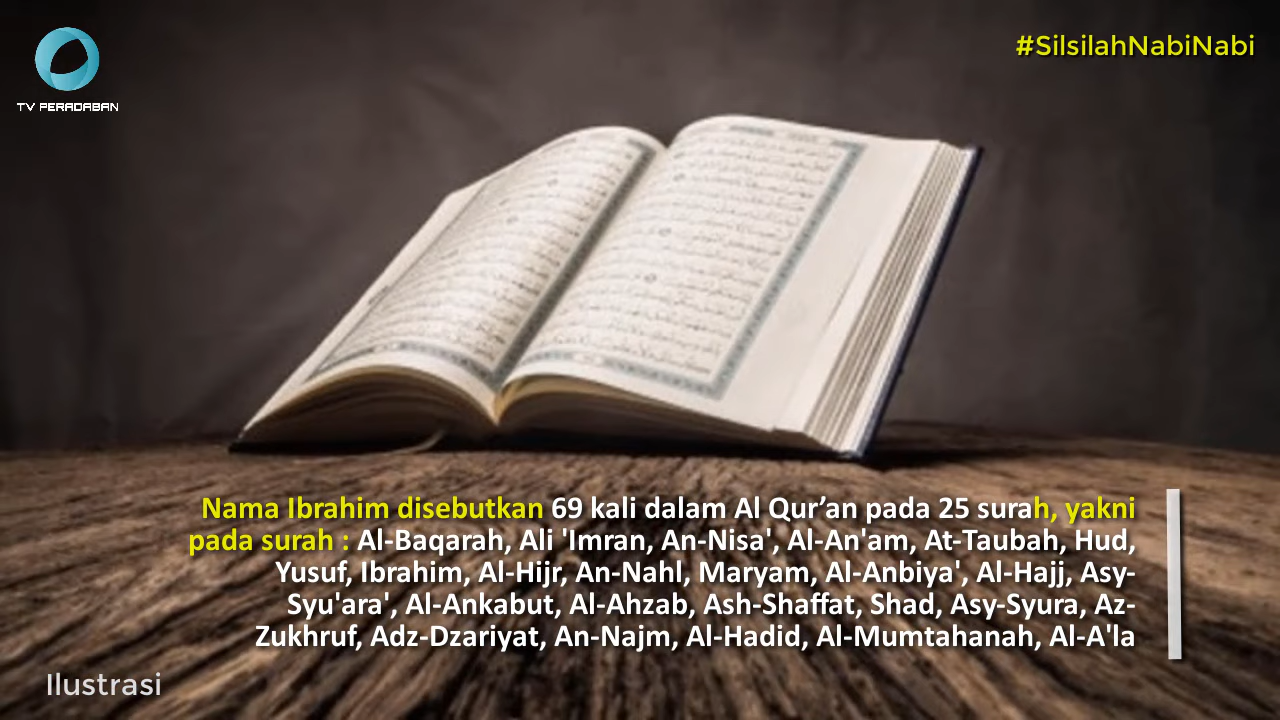 #SilsilahNabiNabi
TV PERADABAN
Nama Ibrahim disebutkan 69 kali dalam Al Qur’an pada 25 surah, yakni
pada surah : Al-Baqarah, Ali 'Imran, An-Nisa', Al-An'am, At-Taubah, Hud,
Yusuf, Ibrahim, Al-Hijr, An-Nahl, Maryam, Al-Anbiya', Al-Hajj, Asy-
Syu'ara', Al-Ankabut, Al-Ahzab, Ash-Shaffat, Shad, Asy-Syura, Az-
Zukhruf, Adz-Dzariyat, An-Najm, Al-Hadid, Al-Mumtahanah, Al-A'la
Ilustrasi